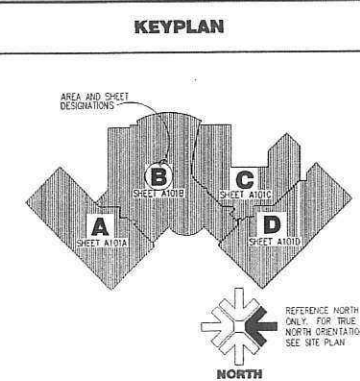 KEYPLAN
AREA AND SHEET
DESIGNATIONS
B
SHEET A101B
C
SHEET A101C
A
SHEET A101A
D
SHEET A101D
REFERENCE NORTH
ONLY. FOR TRUE
NORTH ORIENTATIO
SEE SITE PLAN
NORTH